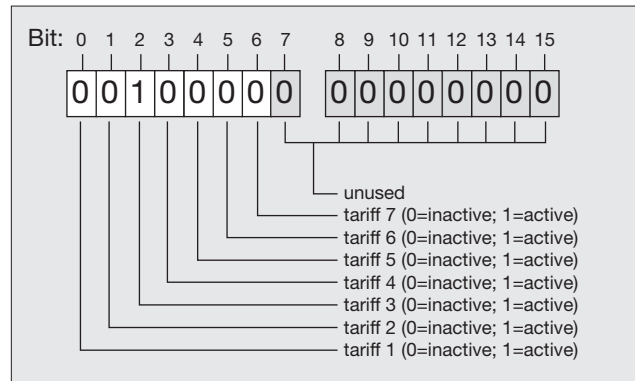 Bit: 0 1 2 3 4 5 6 7 8 9 10 11 12 13 14 15
0 0 1 0 0 0 0 0 0 0 0 0 0 0 0 0
unused
tariff 7 (0=inactive; 1=active)
tariff 6 (0=inactive; 1=active)
tariff 5 (0=inactive; 1=active)
tariff 4 (0=inactive; 1=active)
tariff 3 (0=inactive; 1=active)
tariff 2 (0=inactive; 1=active)
tariff 1 (0=inactive; 1=active)